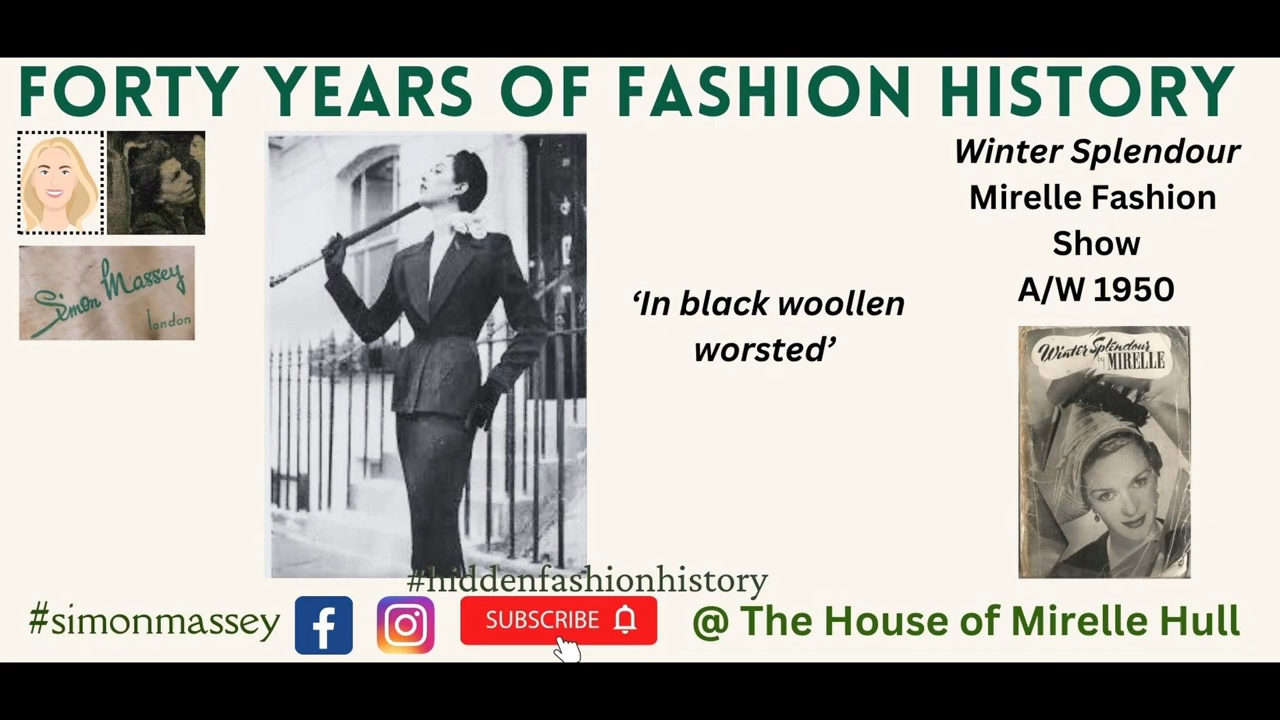 FORTY YEARS OF FASHION HISTORY
Simon Massey
london
‘In black woollen
worsted’
Winter Splendour
Mirelle Fashion
Show
A/W 1950
Winter Splendour
by MIRELLE
#hiddenfashionhistory
#simonmassey
SUBSCRIBE
@ The House of Mirelle Hull